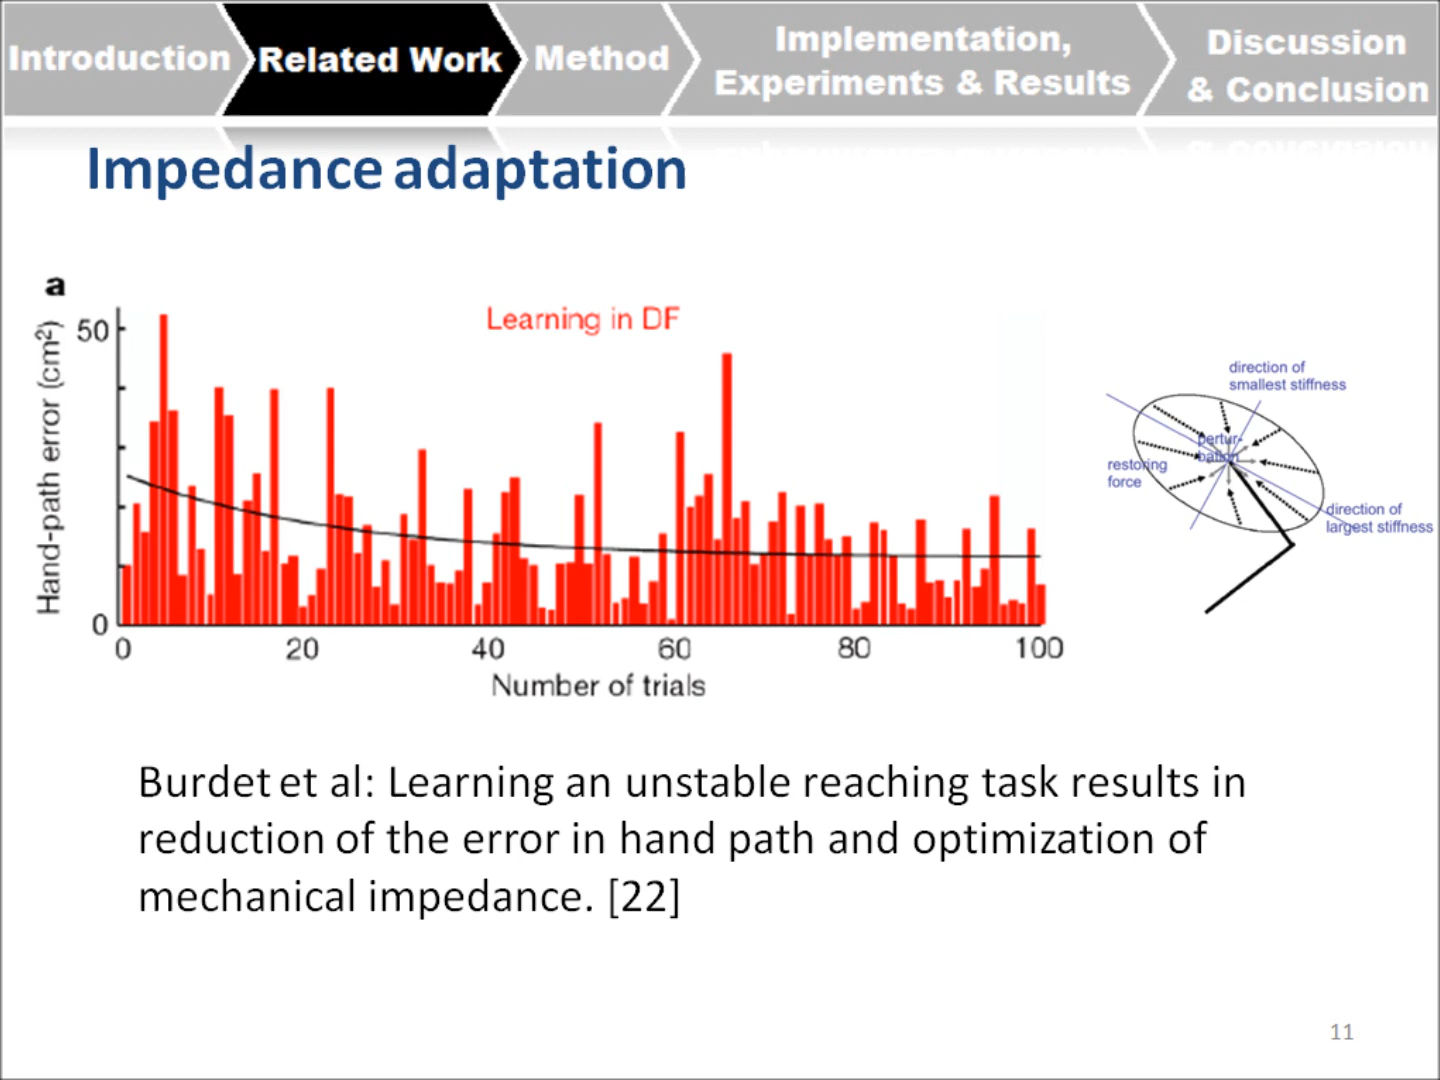 Introduction
Related Work
Method
Implementation,
Experiments & Results
Discussion
& Conclusion
Impedance adaptation
a
Learning in DF
Hand-path error (cm²)
50
0
0 20 40 60 80 100
Number of trials
direction of
smallest stiffness
pertur-
bation
restoring
force
direction of
largest stiffness
Burdet et al: Learning an unstable reaching task results in
reduction of the error in hand path and optimization of
mechanical impedance. [22]
11